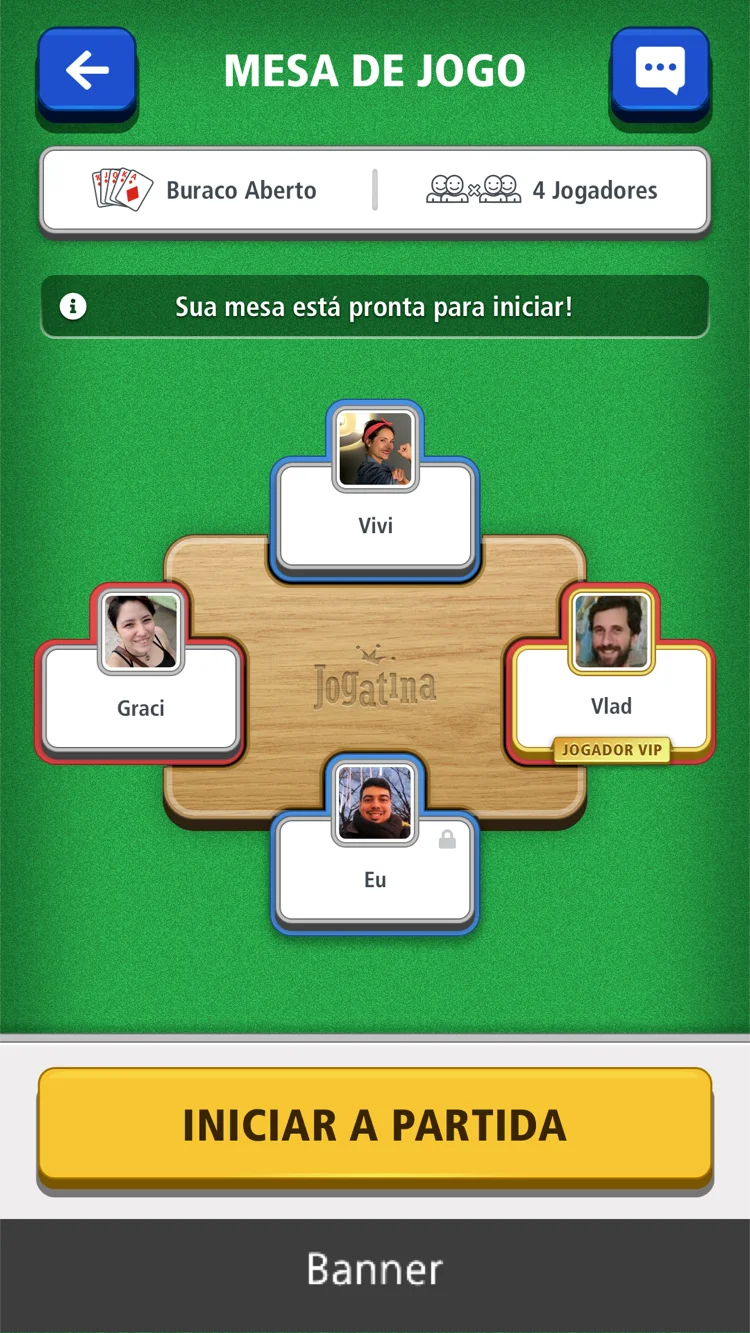 MESA DE JOGO
Buraco Aberto
4 Jogadores
Sua mesa está pronta para iniciar!
Vivi
Graci
Vlad
JOGADOR VIP
Jogatina
Eu
INICIAR A PARTIDA
Banner